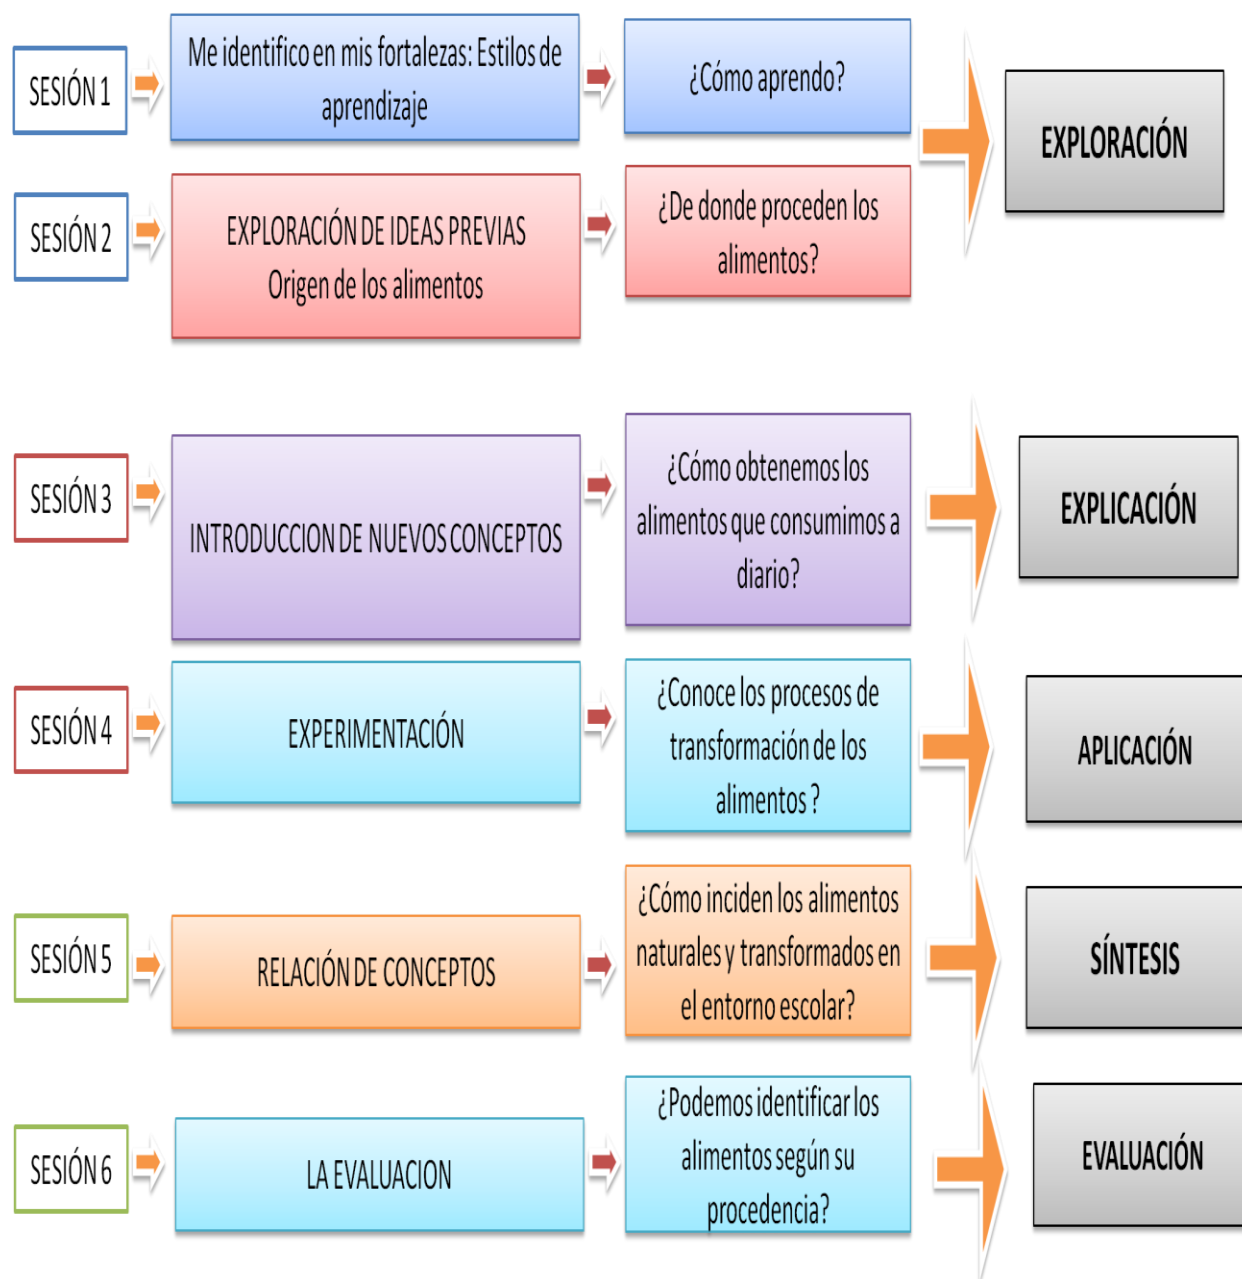 SESIÓN 1
Me identifico en mis fortalezas: Estilos de
aprendizaje
¿Cómo aprendo?
EXPLORACIÓN
SESIÓN 2
EXPLORACIÓN DE IDEAS PREVIAS
Origen de los alimentos
¿De donde proceden los
alimentos?
SESIÓN 3
INTRODUCCION DE NUEVOS CONCEPTOS
¿Cómo obtenemos los
alimentos que consumimos a
diario?
EXPLICACIÓN
SESIÓN 4
EXPERIMENTACIÓN
¿Conoce los procesos de
transformación de los
alimentos ?
APLICACIÓN
SESIÓN 5
RELACIÓN DE CONCEPTOS
¿Cómo inciden los alimentos
naturales y transformados en
el entorno escolar?
SÍNTESIS
SESIÓN 6
LA EVALUACION
¿Podemos identificar los
alimentos según su
procedencia?
EVALUACIÓN